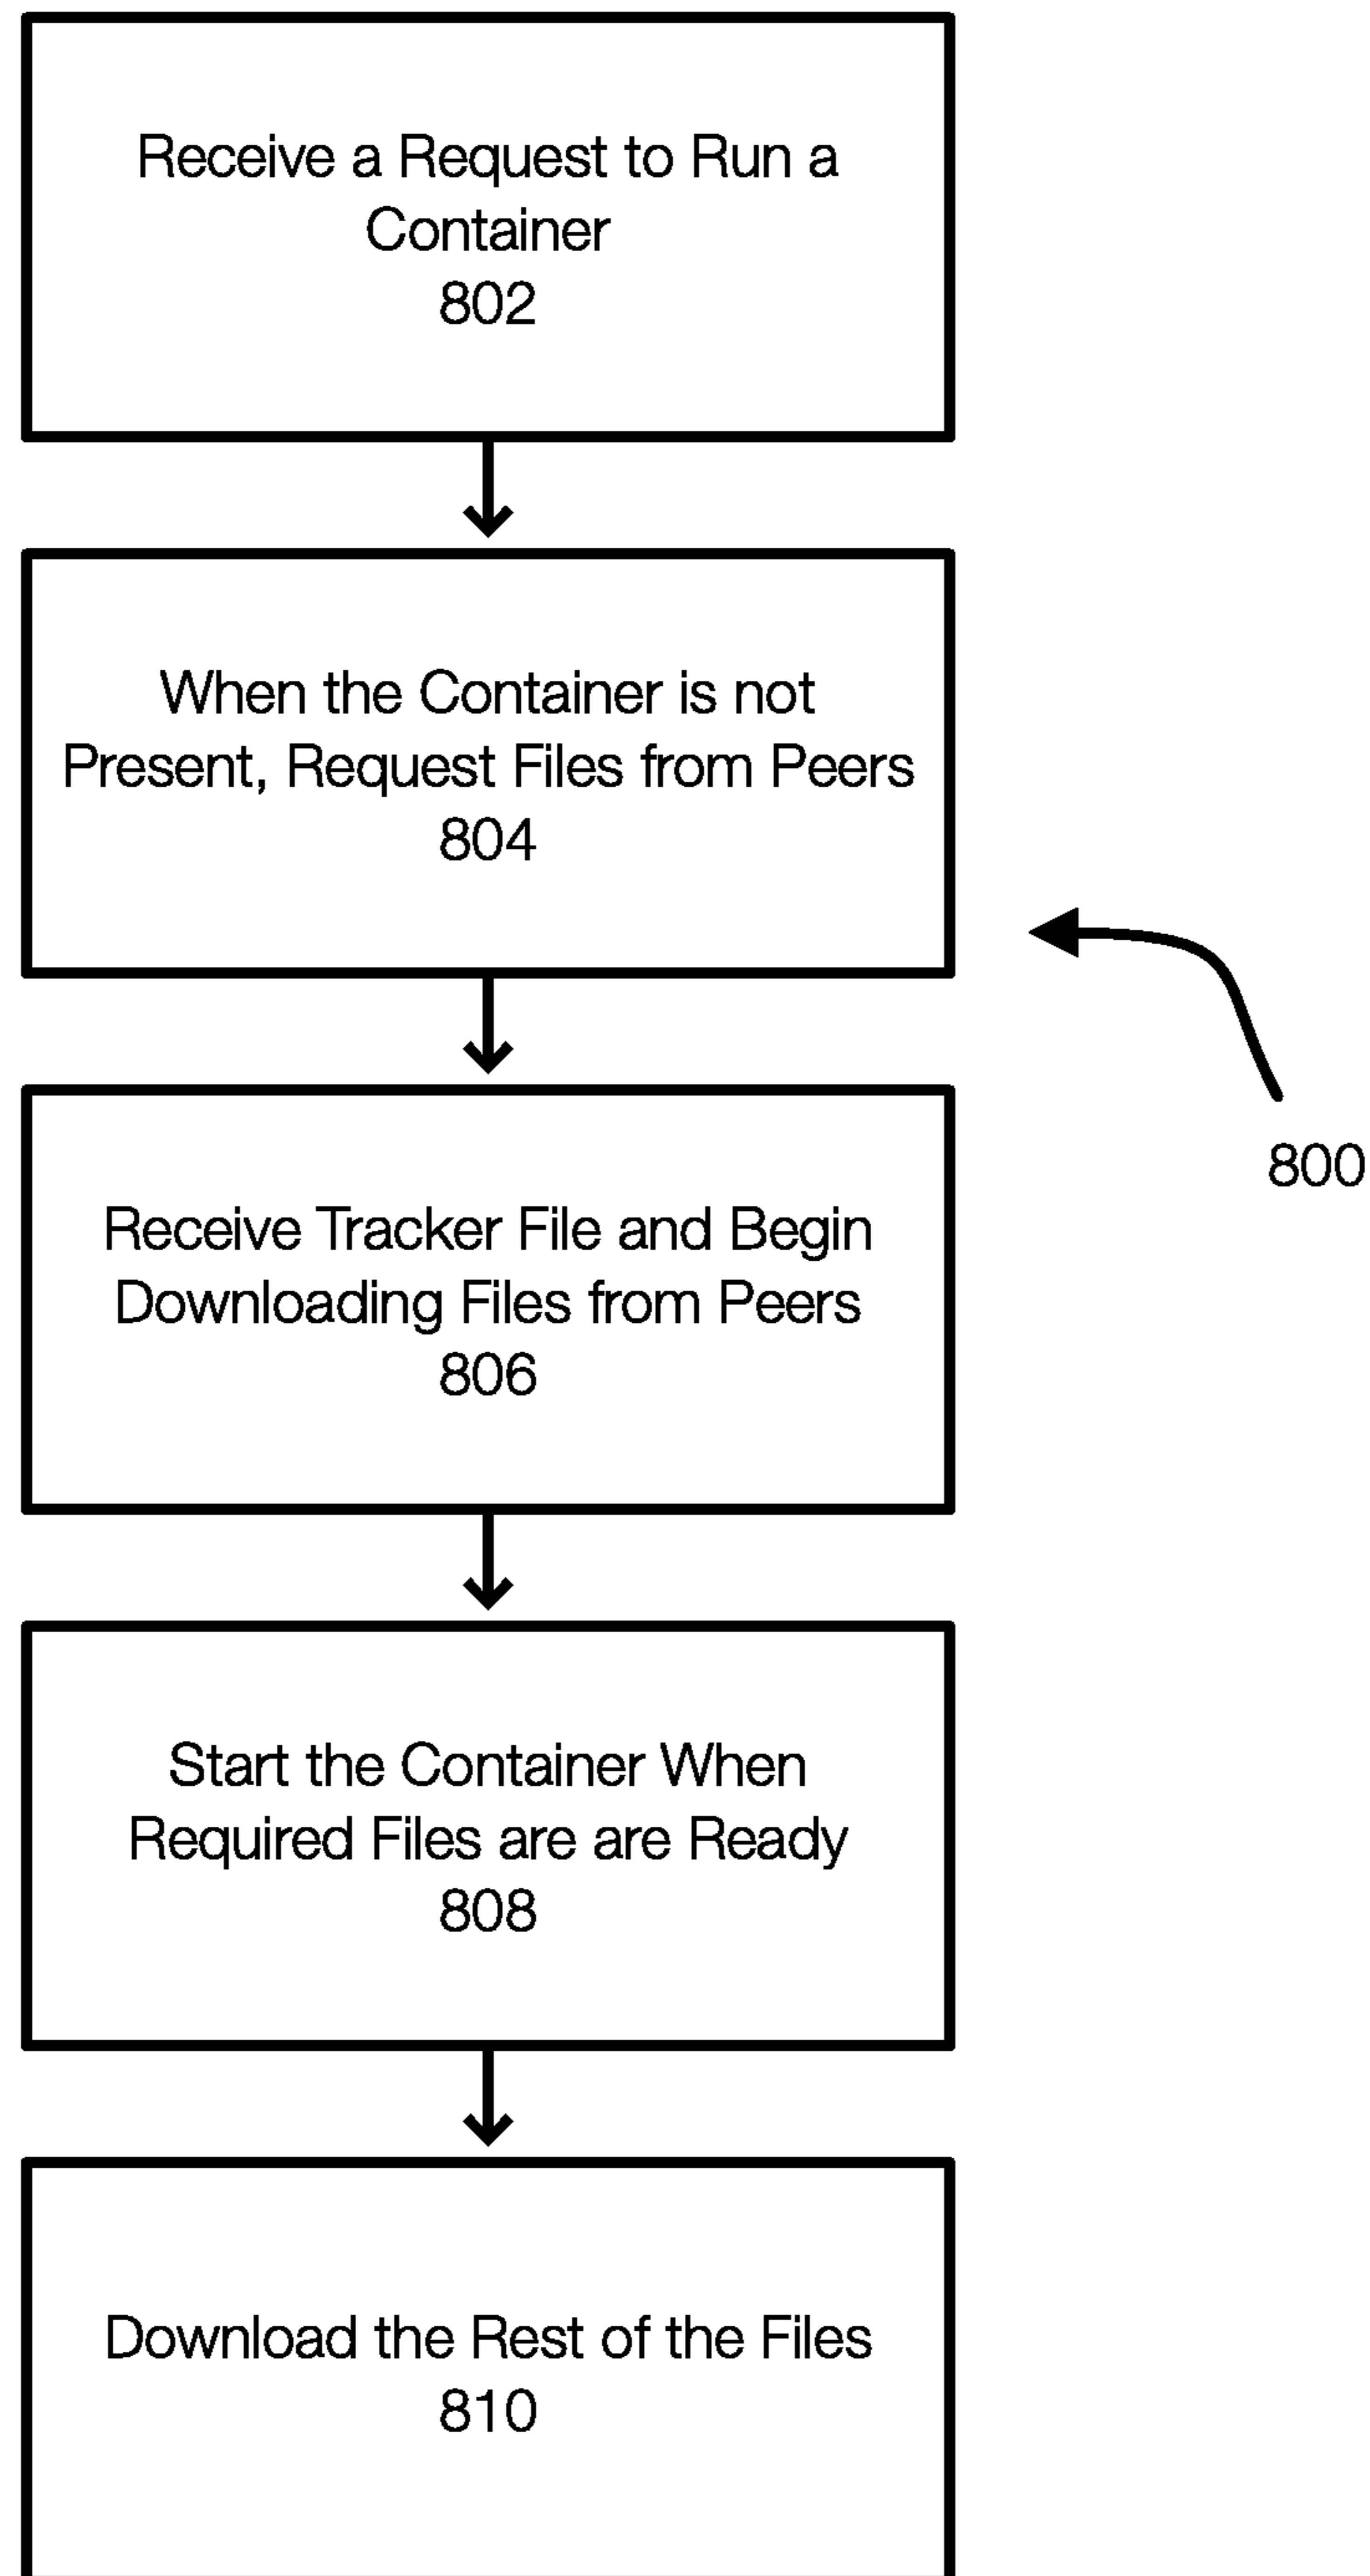 Receive a Request to Run a
Container
802
When the Container is not
Present, Request Files from Peers
804
800
Receive Tracker File and Begin
Downloading Files from Peers
806
Start the Container When
Required Files are are Ready
808
Download the Rest of the Files
810